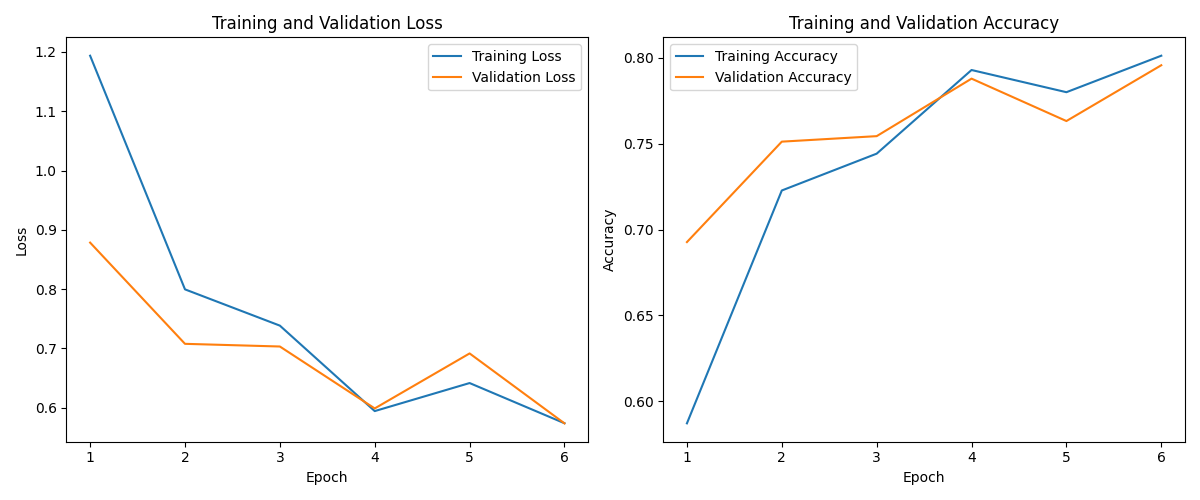 Training and Validation Loss
1.2
1.1
1.0
0.9
0.8
0.7
0.6
Loss
Training Loss
Validation Loss
1 2 3 4 5 6
Epoch
Training and Validation Accuracy
0.80
0.75
0.70
0.65
0.60
Accuracy
Training Accuracy
Validation Accuracy
1 2 3 4 5 6
Epoch